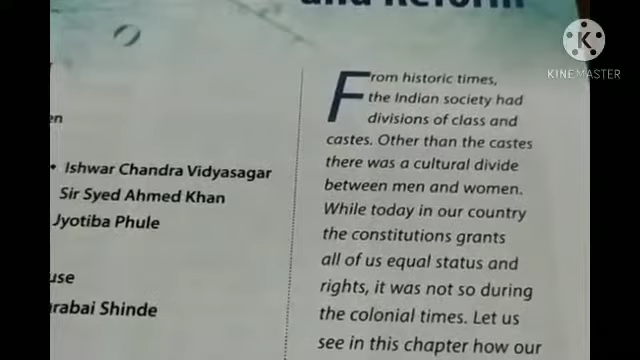 and Reform
en
• Ishwar Chandra Vidyasagar
Sir Syed Ahmed Khan
Jyotiba Phule
use
rabai Shinde
From historic times,
the Indian society had
divisions of class and
castes. Other than the castes
there was a cultural divide
between men and women.
While today in our country
the constitutions grants
all of us equal status and
rights, it was not so during
the colonial times. Let us
see in this chapter how our
K
KINEMASTER